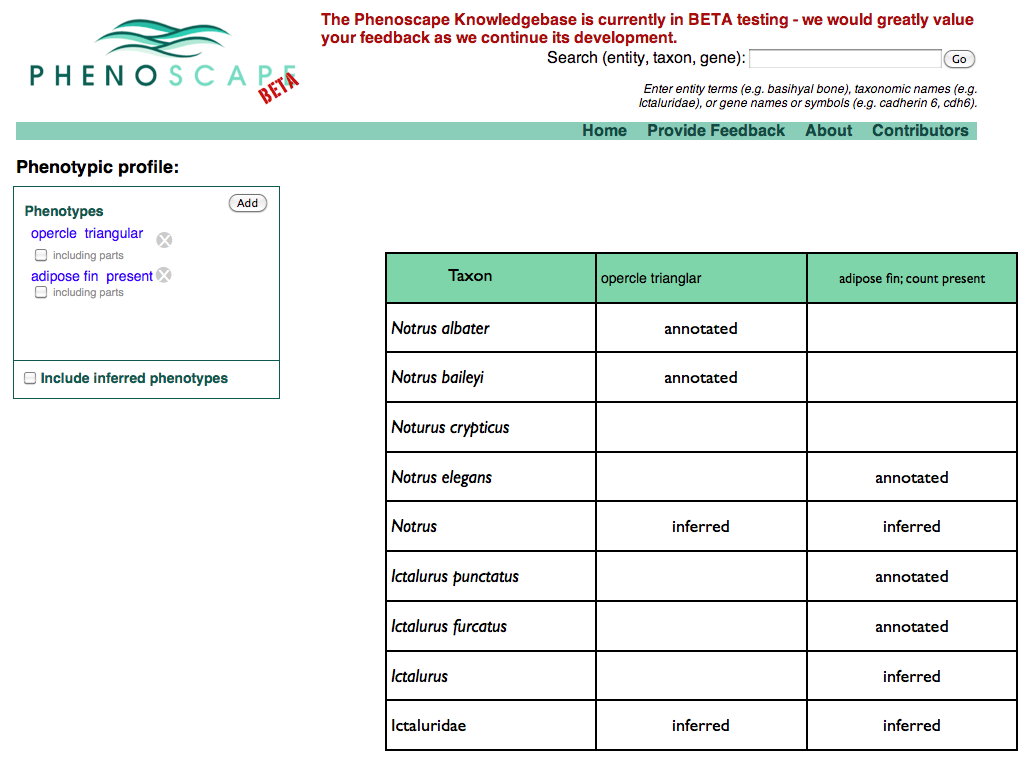 PHENOSCAPE
BETA
The Phenoscape Knowledgebase is currently in BETA testing - we would greatly value
your feedback as we continue its development.
Search (entity, taxon, gene): Go
Enter entity terms (e.g. basihyal bone), taxonomic names (e.g.
Ictaluridae), or gene names or symbols (e.g. cadherin 6, cdh6).
Home Provide Feedback About Contributors
Phenotypic profile:
Add
Phenotypes
opercle triangular
including parts
adipose fin present
including parts
Include inferred phenotypes
Taxon opercle trianglar adipose fin; count present
Notrus albater annotated
Notrus baileyi annotated
Noturus crypticus
Notrus elegans annotated
Notrus inferred inferred
Ictalurus punctatus annotated
Ictalurus furcatus annotated
Ictalurus inferred
Ictaluridae inferred inferred